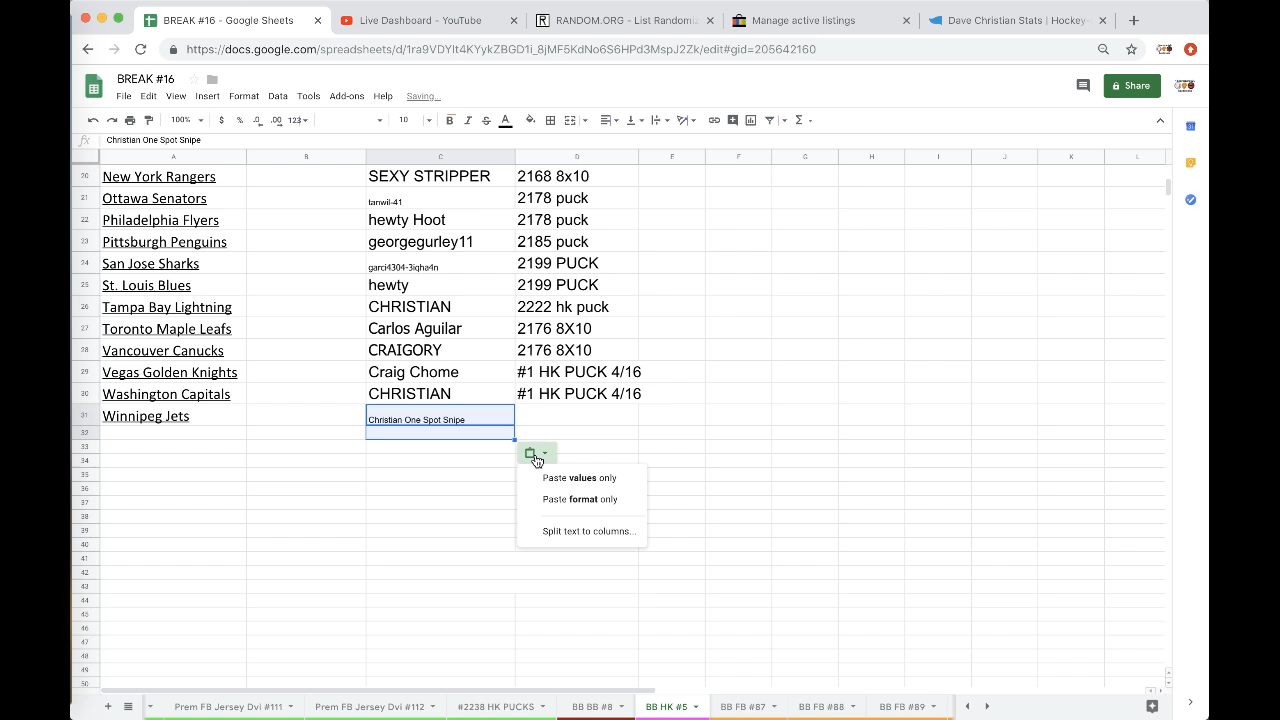 BREAK #16 - Google Sheets
Live Dashboard - YouTube
RANDOM.ORG - List Randomiz
Manage active listings
Dave Christian Stats | Hockey-
https://docs.google.com/spreadsheets/d/1ra9VDYlt4KYykZBGD1i_8jMF5KdNo6S6HPd3MspJ2Zk/edit#gid=205642160
BREAK #16
File Edit View Insert Format Data Tools Add-ons Help Saving...
Share
100% $ % .0 .00 123 10 B I S A
fx Christian One Spot Snipe
A B C D E F G H I J K L
20 New York Rangers SEXY STRIPPER 2168 8x10
21 Ottawa Senators tanwil-41 2178 puck
22 Philadelphia Flyers hewty Hoot 2178 puck
23 Pittsburgh Penguins georgegurley11 2185 puck
24 San Jose Sharks garci4304-3iqha4n 2199 PUCK
25 St. Louis Blues hewty 2199 PUCK
26 Tampa Bay Lightning CHRISTIAN 2222 hk puck
27 Toronto Maple Leafs Carlos Aguilar 2176 8X10
28 Vancouver Canucks CRAIGORY 2176 8X10
29 Vegas Golden Knights Craig Chome #1 HK PUCK 4/16
30 Washington Capitals CHRISTIAN #1 HK PUCK 4/16
31 Winnipeg Jets Christian One Spot Snipe
32
33
34
35
36
37
38
39
40
41
42
43
44
45
46
47
48
49
50
Paste values only
Paste format only
Split text to columns...
Prem FB Jersey Dvi #111 Prem FB Jersey Dvi #112 #2238 HK PUCKS BB BB #8 BB HK #5 BB FB #87 BB FB #88 BB FB #89